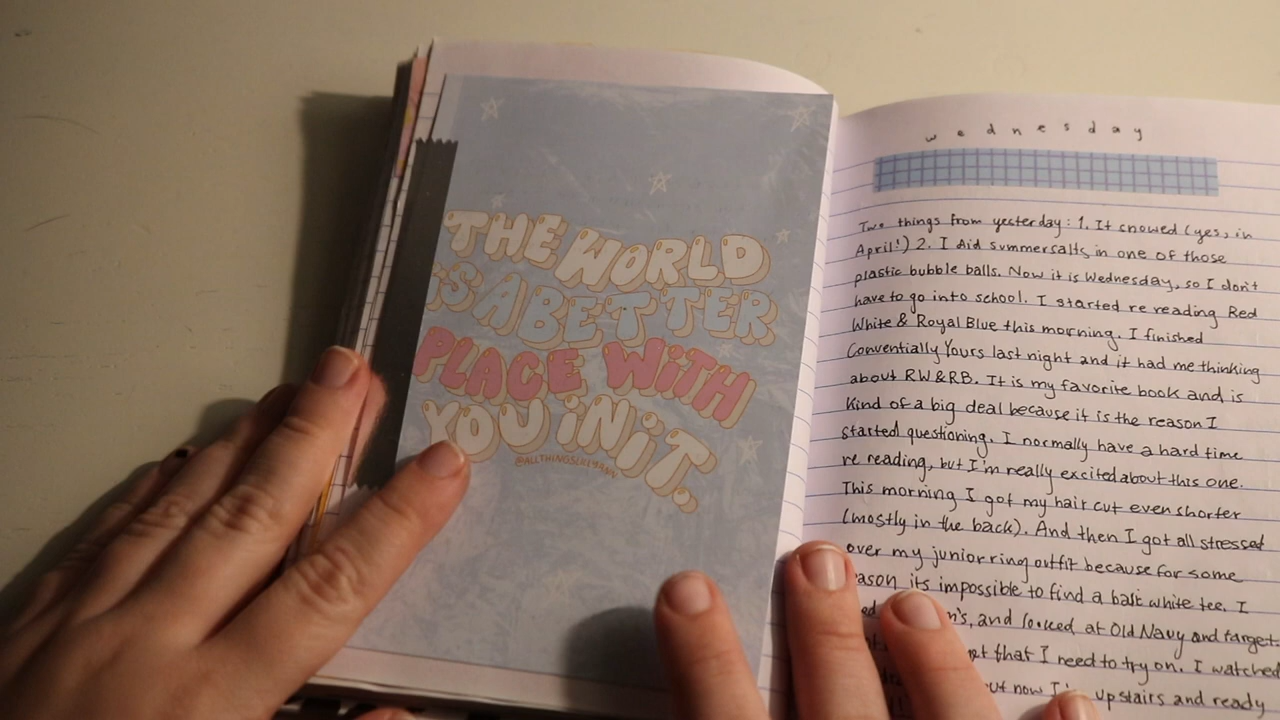 THE WORLD
iS A BETTER
PLACE WiTH
YOU iN iT.
wednesday
Two things from yesterday: 1. It snowed (yes, in
April!) 2. I did summersalts in one of those
plastic bubble balls. Now it is Wednesday, so I don't
have to go into school. I started re reading Red
White & Royal Blue this morning. I finished
Conventially Yours last night and it had me thinking
about RW&RB. It is my favorite book and is
kind of a big deal because it is the reason I
started questioning. I normally have a hard time
re reading, but I'm really excited about this one.
This morning I got my hair cut even shorter
(mostly in the back). And then I got all stressed
over my junior ring outfit because for some
its impossible to find a basic white tee. I
and looked at Old Navy and target
that I need to try on. I watched
but now I'm upstairs and ready